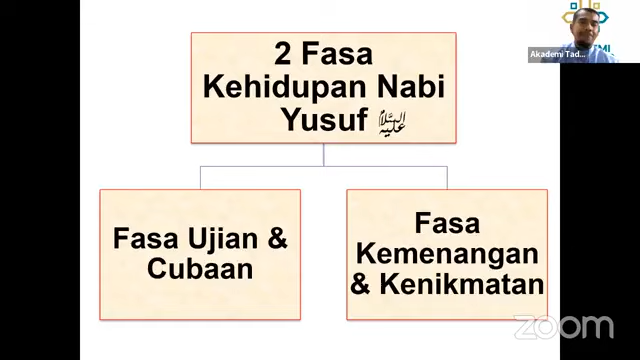 2 Fasa
Kehidupan Nabi
Yusuf عليه السلام
Fasa Ujian &
Cubaan
Fasa
Kemenangan
& Kenikmatan
Akademi Tad...
zoom